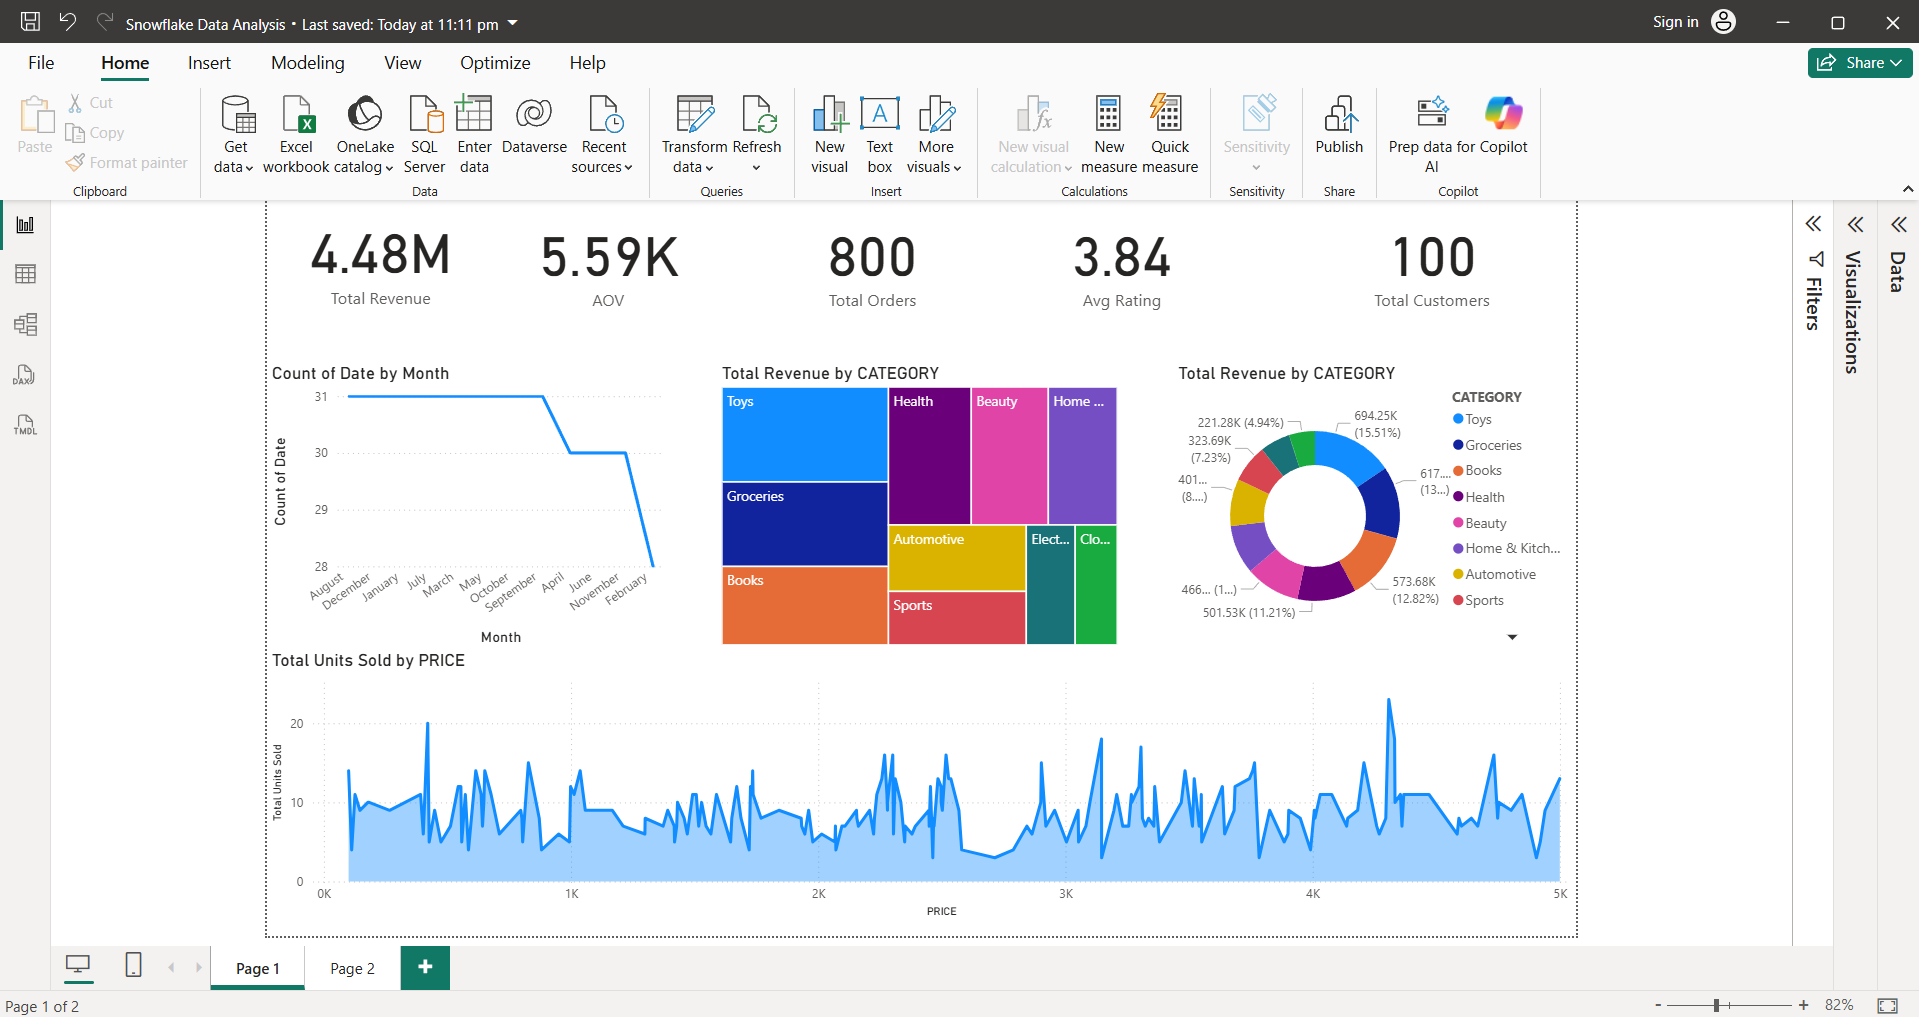 Snowflake Data Analysis • Last saved: Today at 11:11 pm
Sign in
File Home Insert Modeling View Optimize Help
Share
Paste
Cut
Copy
Format painter
Clipboard
Get data
Excel workbook
OneLake catalog
SQL Server
Enter data
Dataverse
Recent sources
Data
Transform data
Refresh
Queries
New visual
Text box
More visuals
Insert
New visual calculation
New measure
Quick measure
Calculations
Sensitivity
Sensitivity
Publish
Share
Prep data for AI
Copilot
Copilot
DAX
TMDL
4.48M
Total Revenue
5.59K
AOV
800
Total Orders
3.84
Avg Rating
100
Total Customers
Filters
Visualizations
Data
Count of Date by Month
Count of Date
31
30
29
28
August
December
January
July
March
May
October
September
April
June
November
February
Month
Total Revenue by CATEGORY
Toys
Groceries
Books
Health
Beauty
Home ...
Automotive
Sports
Elect...
Clo...
Total Revenue by CATEGORY
694.25K
(15.51%)
617....
(13...)
573.68K
(12.82%)
501.53K (11.21%)
466... (1...)
401...
(8....)
323.69K
(7.23%)
221.28K (4.94%)
CATEGORY
Toys
Groceries
Books
Health
Beauty
Home & Kitch...
Automotive
Sports
Total Units Sold by PRICE
Total Units Sold
20
10
0
0K 1K 2K 3K 4K 5K
PRICE
Page 1
Page 2
+
Page 1 of 2
- + 82%